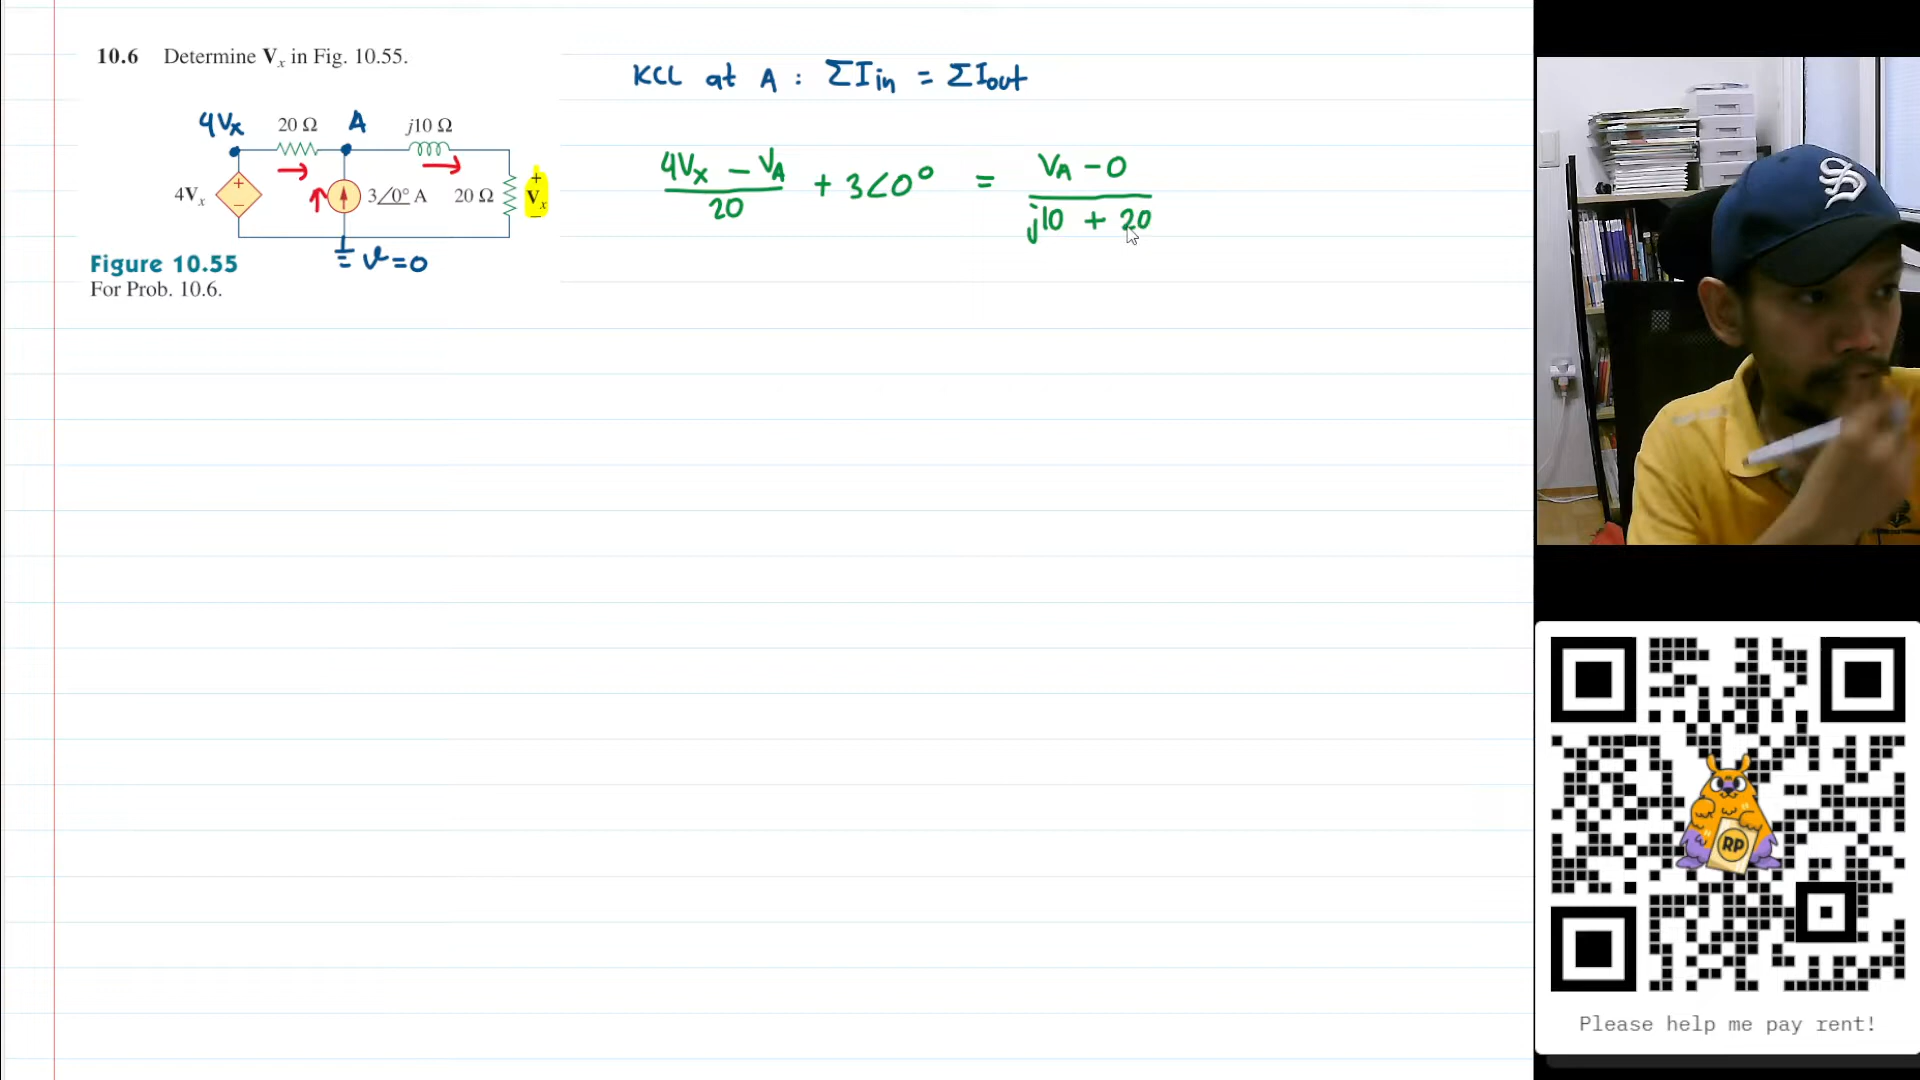 10.6 Determine Vx in Fig. 10.55.
KCL at A : ΣIin = ΣIout
4Vx 20 Ω A j10 Ω
4Vx + − 3∠0° A 20 Ω + Vx −
v = 0
Figure 10.55
For Prob. 10.6.
4Vx − VA / 20 + 3∠0° = VA − 0 / j10 + 20
S
RP
Please help me pay rent!